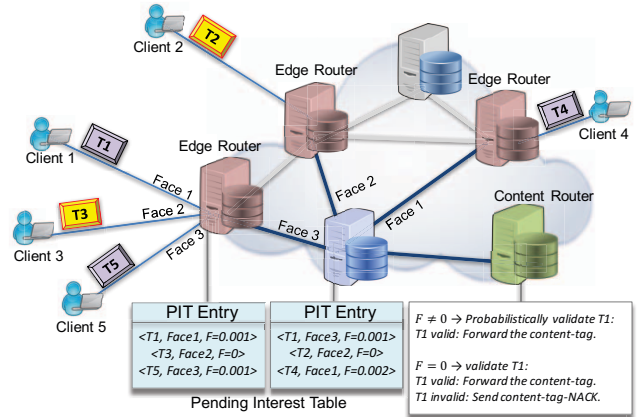 Client 2
T2
Edge Router
Edge Router
T4
Client 4
Client 1
T1
Edge Router
Face 1
Face 2
Face 3
T3
Client 3
T5
Client 5
Face 3
Face 2
Face 1
Content Router
PIT Entry
<T1, Face1, F=0.001>
<T3, Face2, F=0>
<T5, Face3, F=0.001>
PIT Entry
<T1, Face3, F=0.001>
<T2, Face2, F=0>
<T4, Face1, F=0.002>
Pending Interest Table
F ≠ 0 → Probabilistically validate T1:
T1 valid: Forward the content-tag.
F = 0 → validate T1:
T1 valid: Forward the content-tag.
T1 invalid: Send content-tag-NACK.